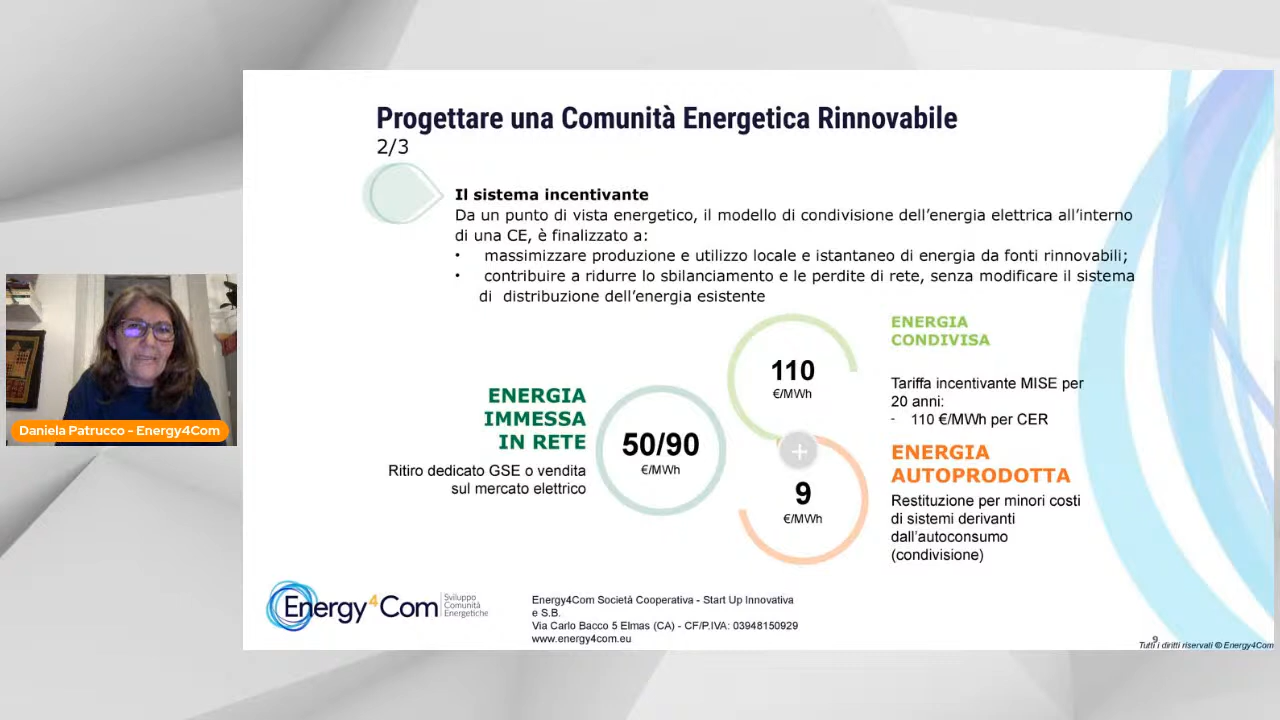 Progettare una Comunità Energetica Rinnovabile
2/3
Il sistema incentivante
Da un punto di vista energetico, il modello di condivisione dell'energia elettrica all'interno
di una CE, è finalizzato a:
• massimizzare produzione e utilizzo locale e istantaneo di energia da fonti rinnovabili;
• contribuire a ridurre lo sbilanciamento e le perdite di rete, senza modificare il sistema
di distribuzione dell'energia esistente
ENERGIA
IMMESSA
IN RETE
Ritiro dedicato GSE o vendita
sul mercato elettrico
50/90
€/MWh
110
€/MWh
+
9
€/MWh
ENERGIA
CONDIVISA
Tariffa incentivante MISE per
20 anni:
- 110 €/MWh per CER
ENERGIA
AUTOPRODOTTA
Restituzione per minori costi
di sistemi derivanti
dall'autoconsumo
(condivisione)
Daniela Patrucco - Energy4Com
Energy4Com
Sviluppo
Comunità
Energetiche
Energy4Com Società Cooperativa - Start Up Innovativa
e S.B.
Via Carlo Bacco 5 Elmas (CA) - CF/P.IVA: 03948150929
www.energy4com.eu
9
Tutti i diritti riservati © Energy4Com